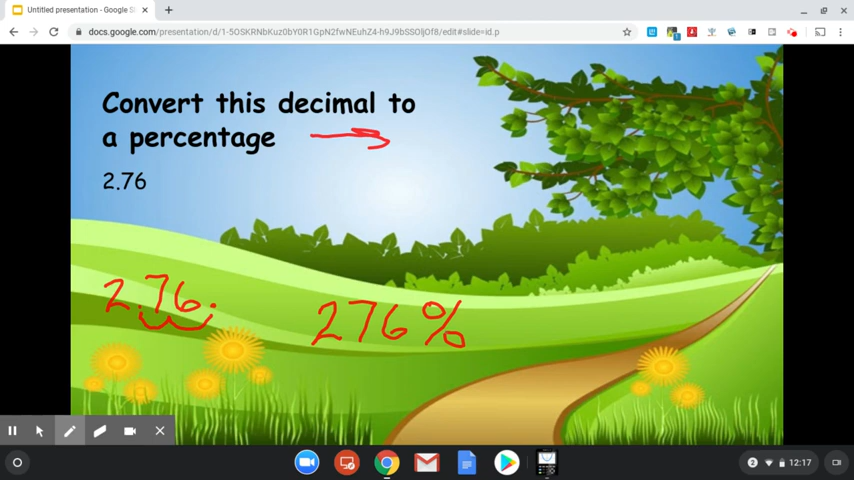 Untitled presentation - Google Sl
docs.google.com/presentation/d/1-5OSKRNbKuz0bY0R1GpN2fwNEuhZ4-h9J9bSSOljOf8/edit#slide=id.p
Convert this decimal to
a percentage
2.76
2.76.
276%
2
12:17